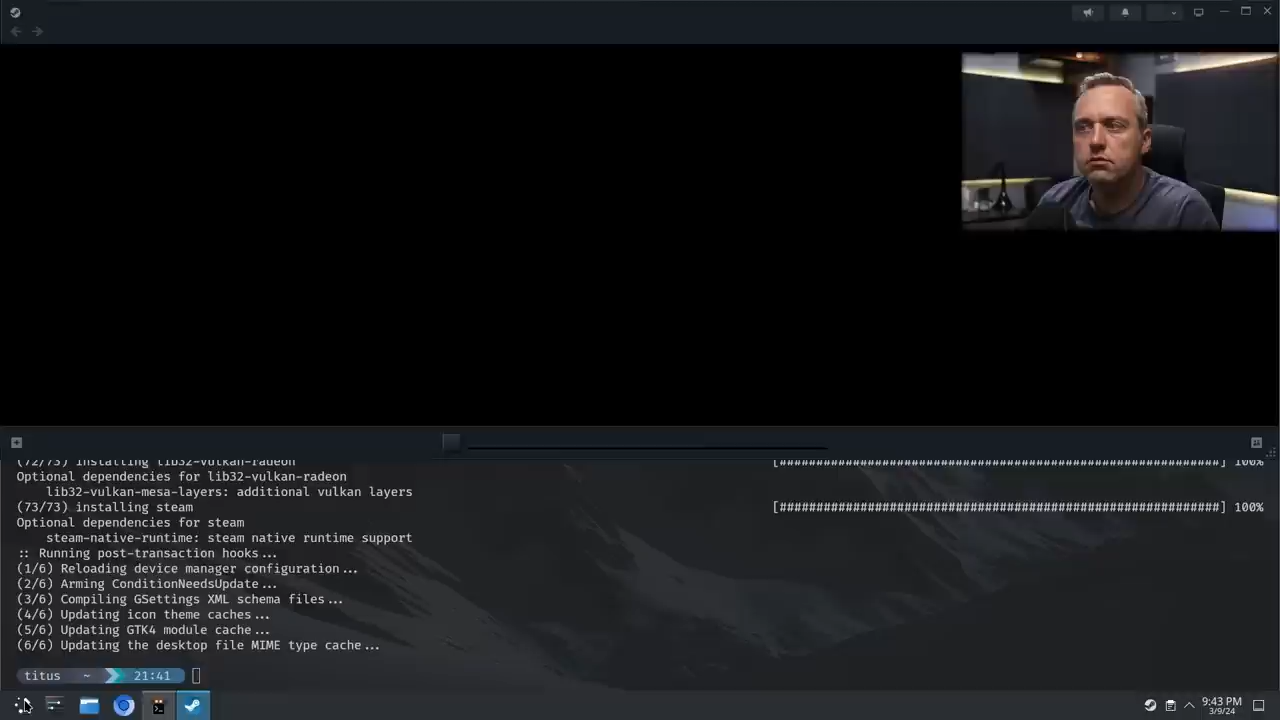 (72/73) installing lib32-vulkan-radeon [############################################################] 100%
Optional dependencies for lib32-vulkan-radeon
lib32-vulkan-mesa-layers: additional vulkan layers
(73/73) installing steam [############################################################] 100%
Optional dependencies for steam
steam-native-runtime: steam native runtime support
:: Running post-transaction hooks...
(1/6) Reloading device manager configuration...
(2/6) Arming ConditionNeedsUpdate...
(3/6) Compiling GSettings XML schema files...
(4/6) Updating icon theme caches...
(5/6) Updating GTK4 module cache...
(6/6) Updating the desktop file MIME type cache...
titus ~ 21:41
9:43 PM
3/9/24